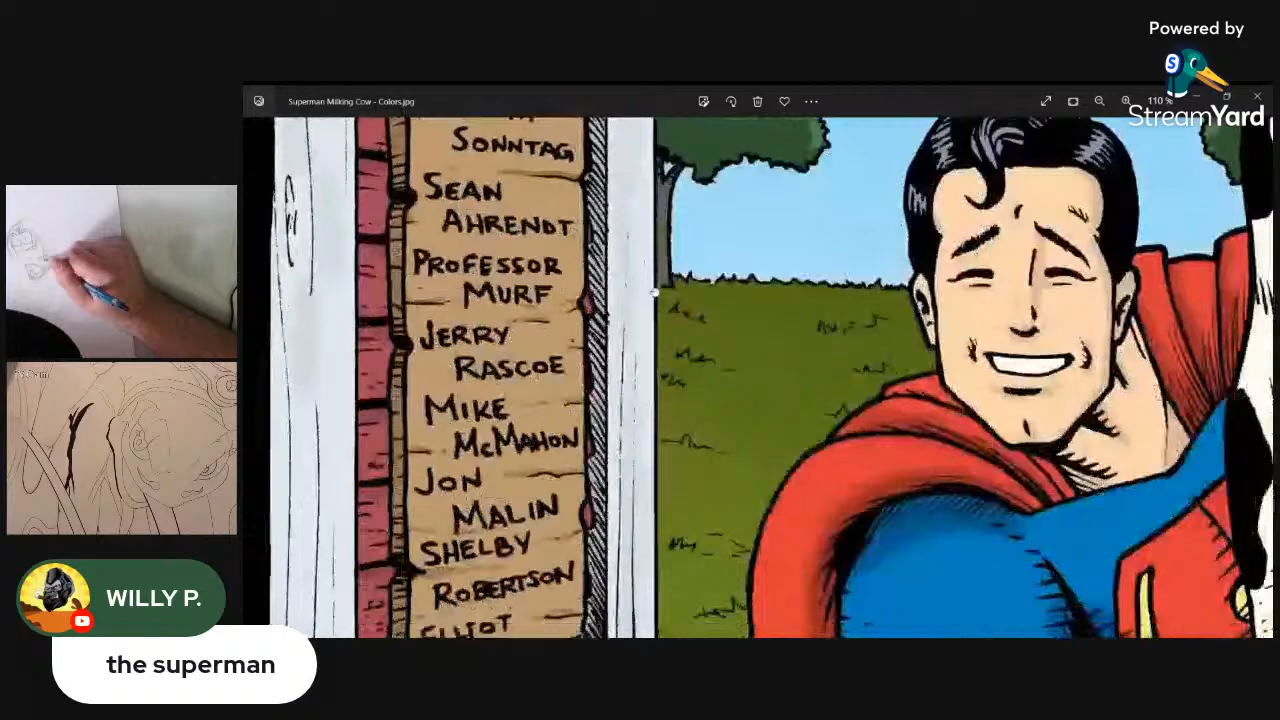 Powered by
S
StreamYard
Superman Milking Cow - Colors.jpg
110 %
SONNTAG
SEAN
AHRENDT
PROFESSOR
MURF
JERRY
RASCOE
MIKE
McMAHON
JON
MALIN
SHELBY
ROBERTSON
ELLIOT
WILLY P.
the superman